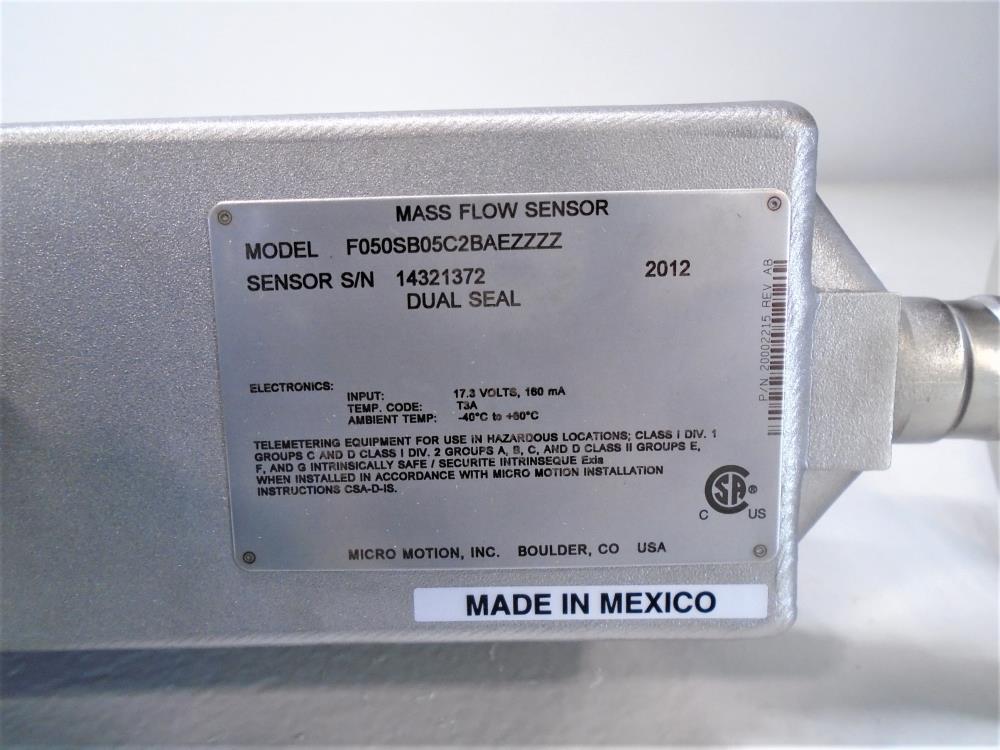 MASS FLOW SENSOR
MODEL F050SB05C2BAEZZZZ
SENSOR S/N 14321372 2012
DUAL SEAL
P/N 20002215 REV AB
ELECTRONICS:
INPUT: 17.3 VOLTS, 160 mA
TEMP. CODE: T3A
AMBIENT TEMP: -40°C to +60°C
TELEMETERING EQUIPMENT FOR USE IN HAZARDOUS LOCATIONS; CLASS I DIV. 1
GROUPS C AND D CLASS I DIV. 2 GROUPS A, B, C, AND D CLASS II GROUPS E,
F, AND G INTRINSICALLY SAFE / SECURITE INTRINSEQUE Exia
WHEN INSTALLED IN ACCORDANCE WITH MICRO MOTION INSTALLATION
INSTRUCTIONS CSA-D-IS.
SA ®
C US
MICRO MOTION, INC. BOULDER, CO USA
MADE IN MEXICO